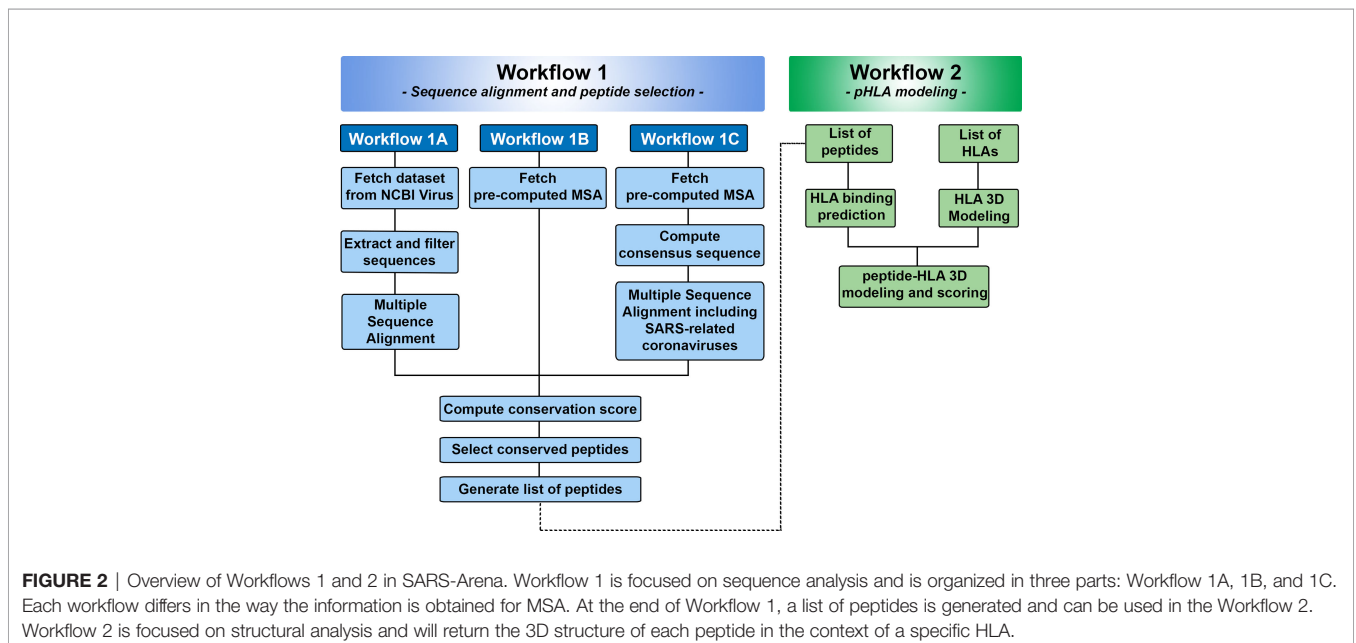 Workflow 1
- Sequence alignment and peptide selection -
Workflow 2
- pHLA modeling -
Workflow 1A
Workflow 1B
Workflow 1C
Fetch dataset
from NCBI Virus
Extract and filter
sequences
Multiple
Sequence
Alignment
Fetch
pre-computed MSA
Fetch
pre-computed MSA
Compute
consensus sequence
Multiple Sequence
Alignment including
SARS-related
coronaviruses
Compute conservation score
Select conserved peptides
Generate list of peptides
List of
peptides
List of
HLAs
HLA binding
prediction
HLA 3D
Modeling
peptide-HLA 3D
modeling and scoring
FIGURE 2 | Overview of Workflows 1 and 2 in SARS-Arena. Workflow 1 is focused on sequence analysis and is organized in three parts: Workflow 1A, 1B, and 1C.
Each workflow differs in the way the information is obtained for MSA. At the end of Workflow 1, a list of peptides is generated and can be used in the Workflow 2.
Workflow 2 is focused on structural analysis and will return the 3D structure of each peptide in the context of a specific HLA.